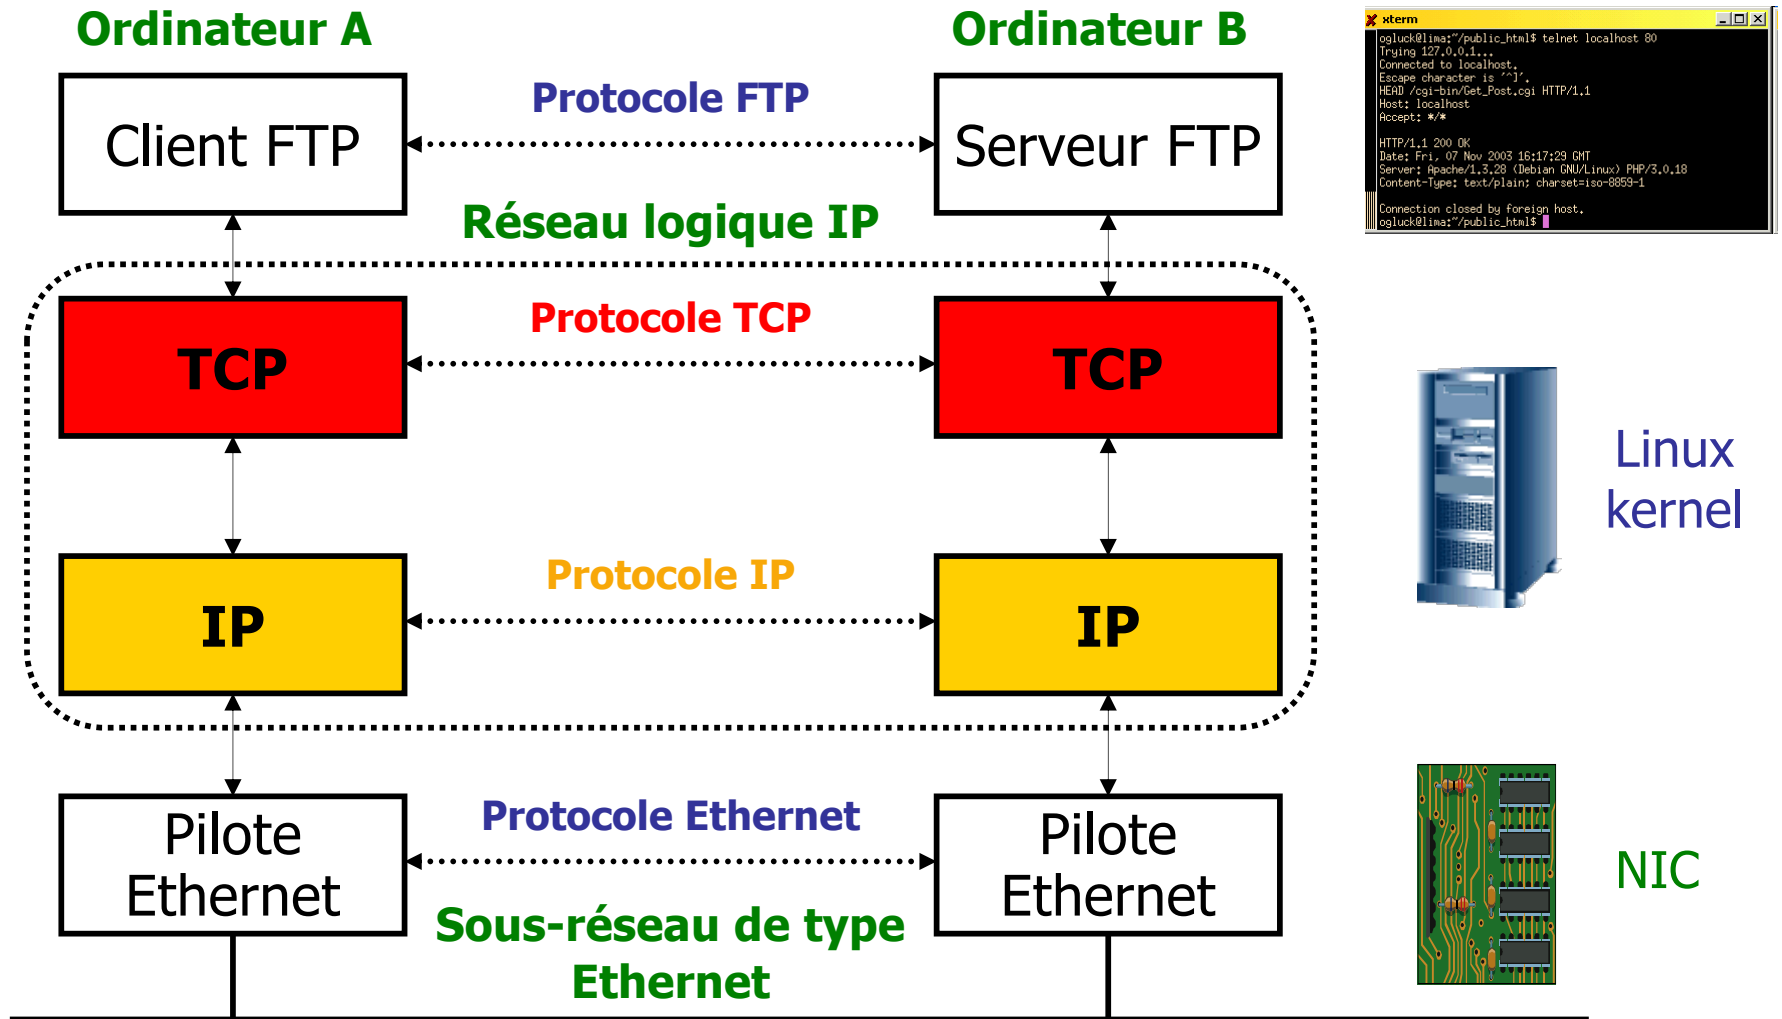 Ordinateur A
Ordinateur B
Protocole FTP
Client FTP
Serveur FTP
Réseau logique IP
Protocole TCP
TCP
TCP
Protocole IP
IP
IP
Protocole Ethernet
Pilote
Ethernet
Pilote
Ethernet
Sous-réseau de type
Ethernet
xterm
ogluck@lima:~/public_html$ telnet localhost 80
Trying 127.0.0.1...
Connected to localhost.
Escape character is '^]'.
HEAD /cgi-bin/Get_Post.cgi HTTP/1.1
Host: localhost
Accept: */*
HTTP/1.1 200 OK
Date: Fri, 07 Nov 2003 16:17:29 GMT
Server: Apache/1.3.28 (Debian GNU/Linux) PHP/3.0.18
Content-Type: text/plain; charset=iso-8859-1
Connection closed by foreign host.
ogluck@lima:~/public_html$
Linux
kernel
NIC